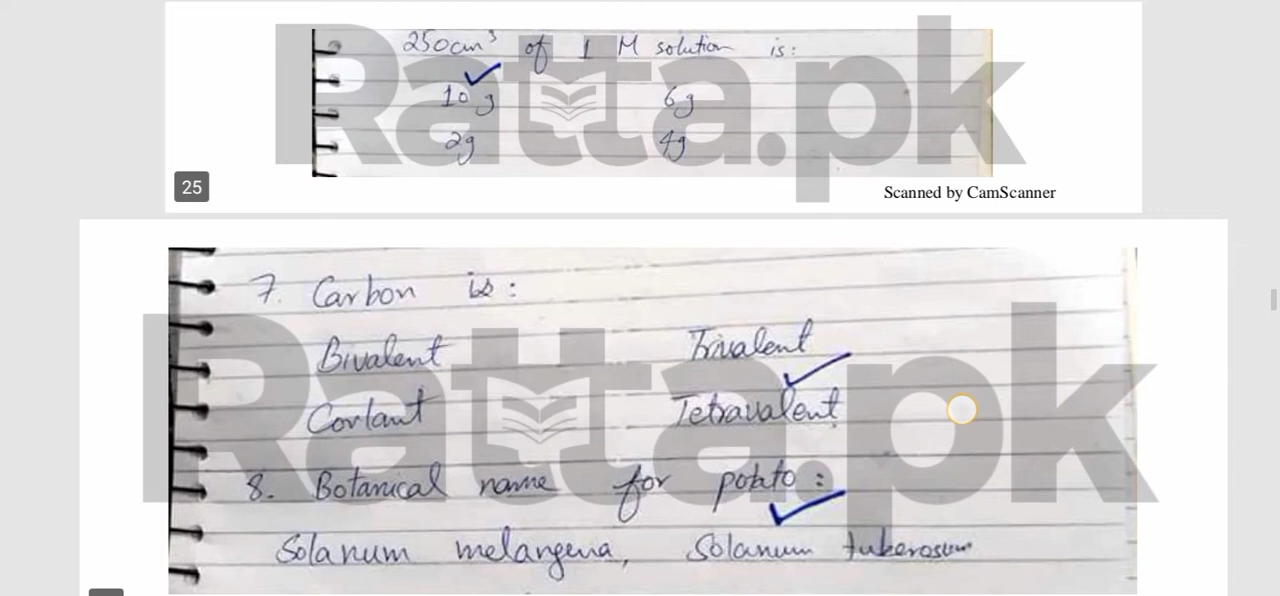 250cm³ of 1 M solution is:
10 g 6g
2g 4g
Ratta.pk
25
Scanned by CamScanner
7. Carbon is:
Bivalent Trivalent
Covlant Tetravalent
Ratta.pk
8. Botanical name for potato:
Solanum melangena, Solanum tuberosum